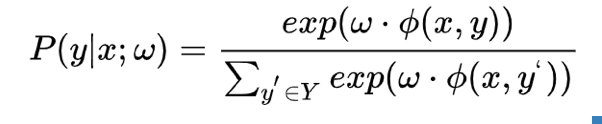 P(y|x; ω) = exp(ω · ϕ(x, y)) / ∑_{y′∈Y} exp(ω · ϕ(x, y‘))